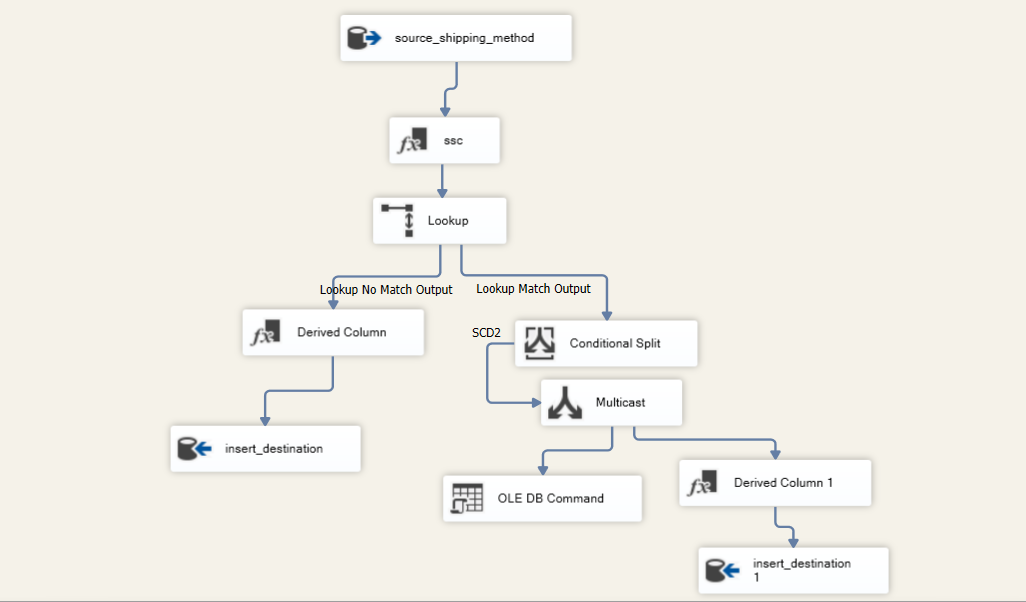 source_shipping_method
ssc
Lookup
Lookup No Match Output
Lookup Match Output
Derived Column
SCD2
Conditional Split
Multicast
insert_destination
OLE DB Command
Derived Column 1
insert_destination
1